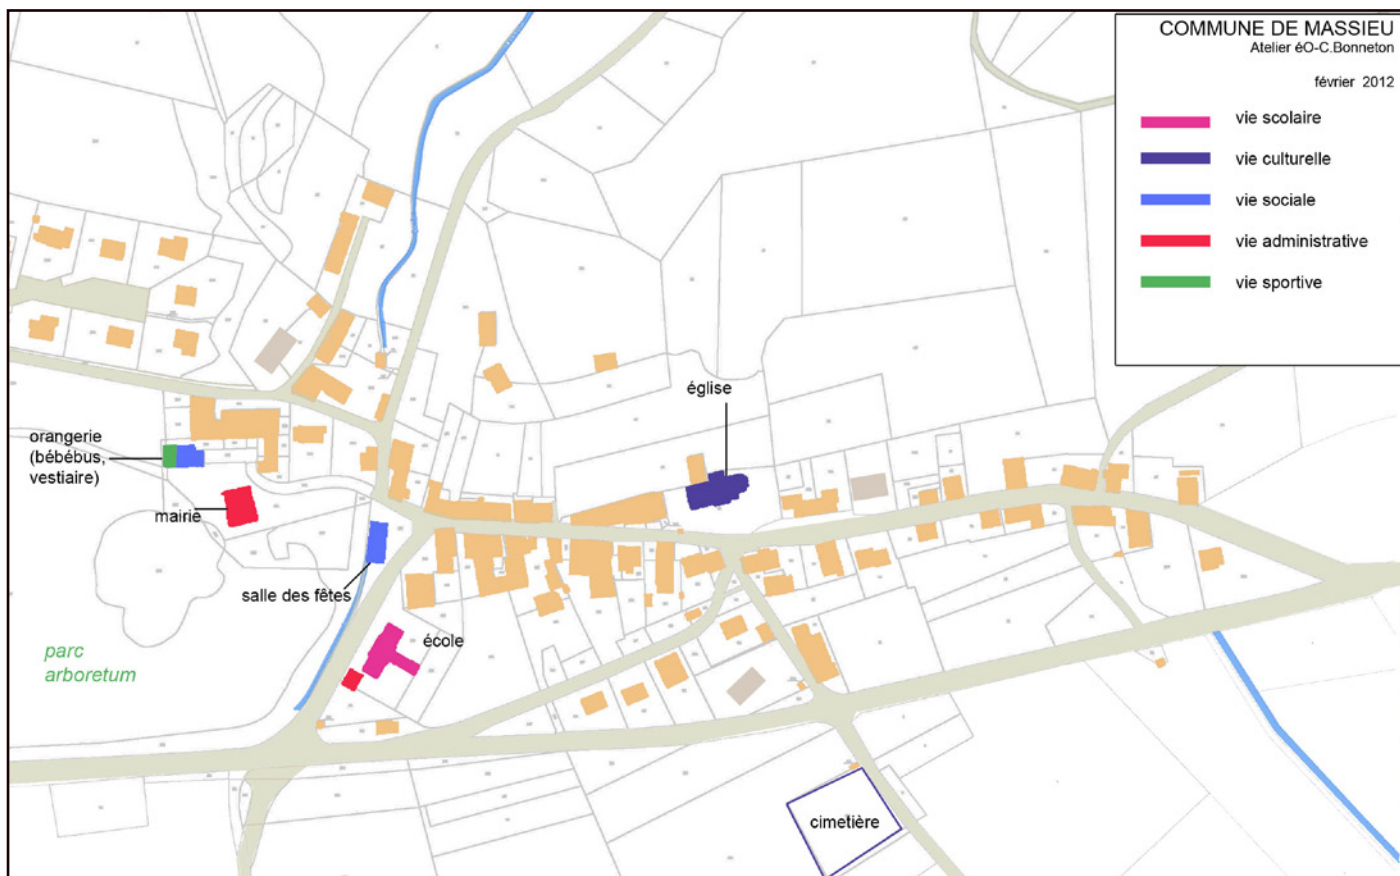 COMMUNE DE MASSIEU
Atelier éO-C.Bonneton
février 2012
vie scolaire
vie culturelle
vie sociale
vie administrative
vie sportive
église
orangerie
(bébébus,
vestiaire)
mairie
salle des fêtes
école
parc
arboretum
cimetière